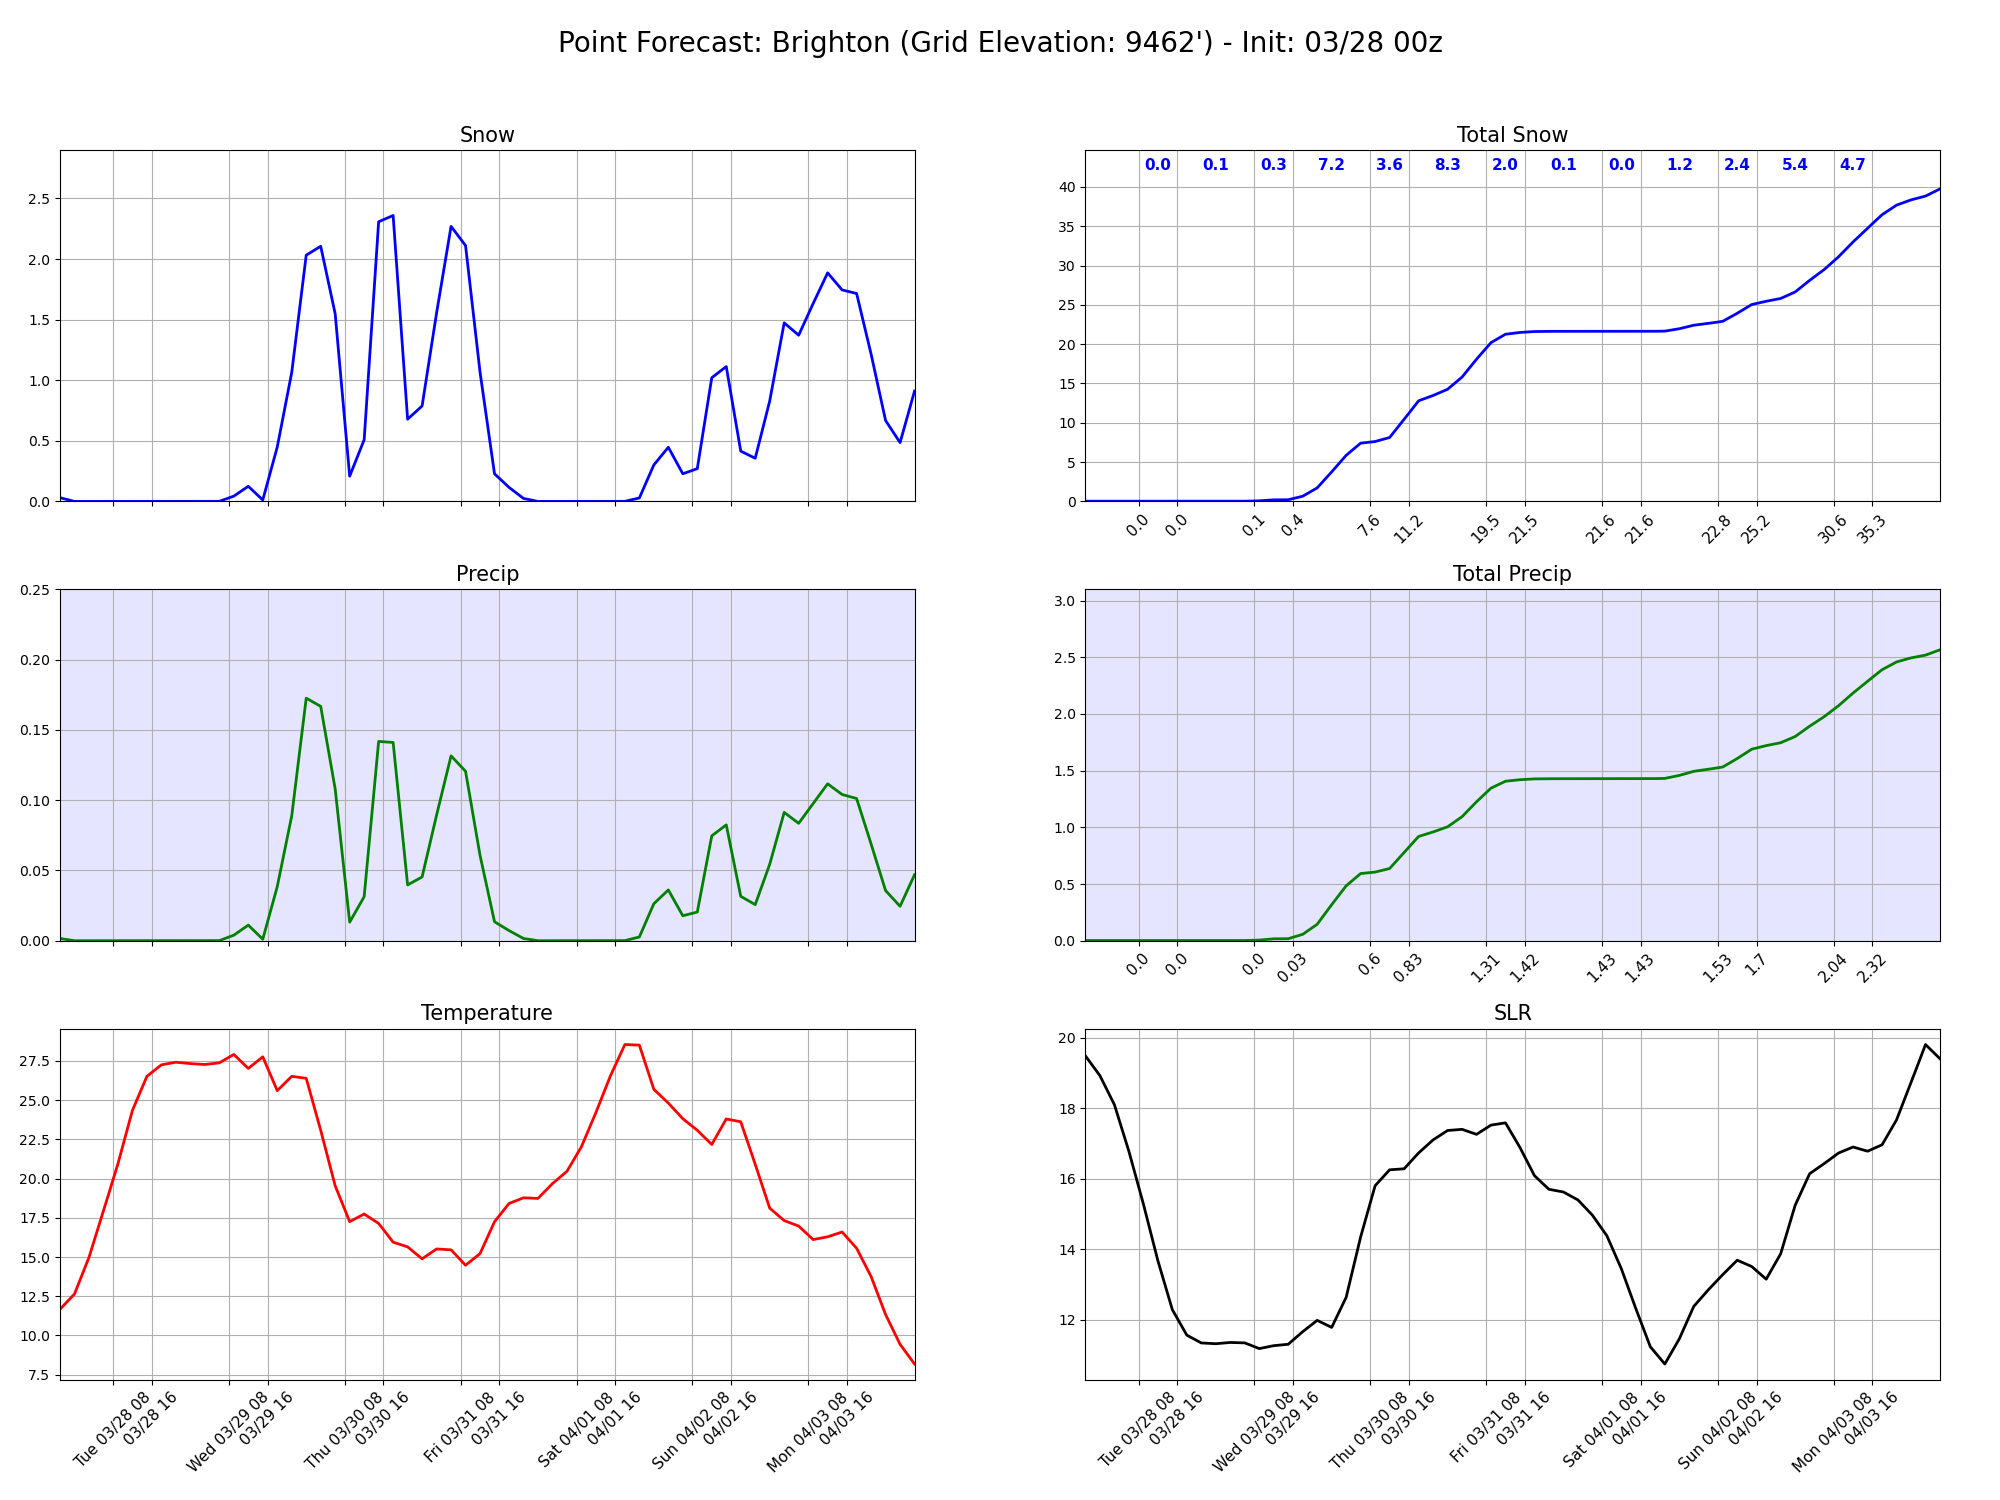 Point Forecast: Brighton (Grid Elevation: 9462') - Init: 03/28 00z
Snow
2.5
2.0
1.5
1.0
0.5
0.0
Total Snow
0.0 0.1 0.3 7.2 3.6 8.3 2.0 0.1 0.0 1.2 2.4 5.4 4.7
40
35
30
25
20
15
10
5
0
0.0 0.0 0.1 0.4 7.6 11.2 19.5 21.5 21.6 21.6 22.8 25.2 30.6 35.3
Precip
0.25
0.20
0.15
0.10
0.05
0.00
Total Precip
3.0
2.5
2.0
1.5
1.0
0.5
0.0
0.0 0.0 0.0 0.03 0.6 0.83 1.31 1.42 1.43 1.43 1.53 1.7 2.04 2.32
Temperature
27.5
25.0
22.5
20.0
17.5
15.0
12.5
10.0
7.5
Tue 03/28 08
03/28 16
Wed 03/29 08
03/29 16
Thu 03/30 08
03/30 16
Fri 03/31 08
03/31 16
Sat 04/01 08
04/01 16
Sun 04/02 08
04/02 16
Mon 04/03 08
04/03 16
SLR
20
18
16
14
12
Tue 03/28 08
03/28 16
Wed 03/29 08
03/29 16
Thu 03/30 08
03/30 16
Fri 03/31 08
03/31 16
Sat 04/01 08
04/01 16
Sun 04/02 08
04/02 16
Mon 04/03 08
04/03 16